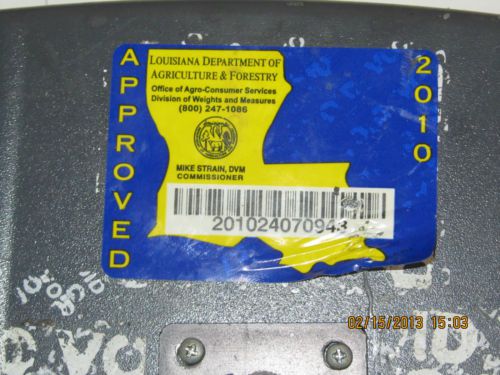 APPROVED
LOUISIANA DEPARTMENT OF
AGRICULTURE & FORESTRY
Office of Agro-Consumer Services
Division of Weights and Measures
(800) 247-1086
MIKE STRAIN, DVM
COMMISSIONER
201024070943
2010
02/15/2013 15:03